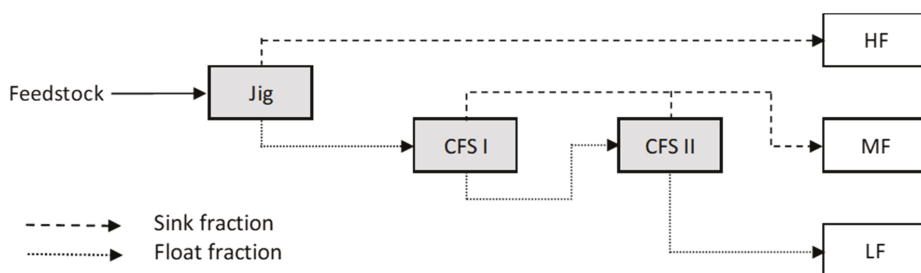 HF
Feedstock
Jig
CFS I
CFS II
MF
Sink fraction
Float fraction
LF